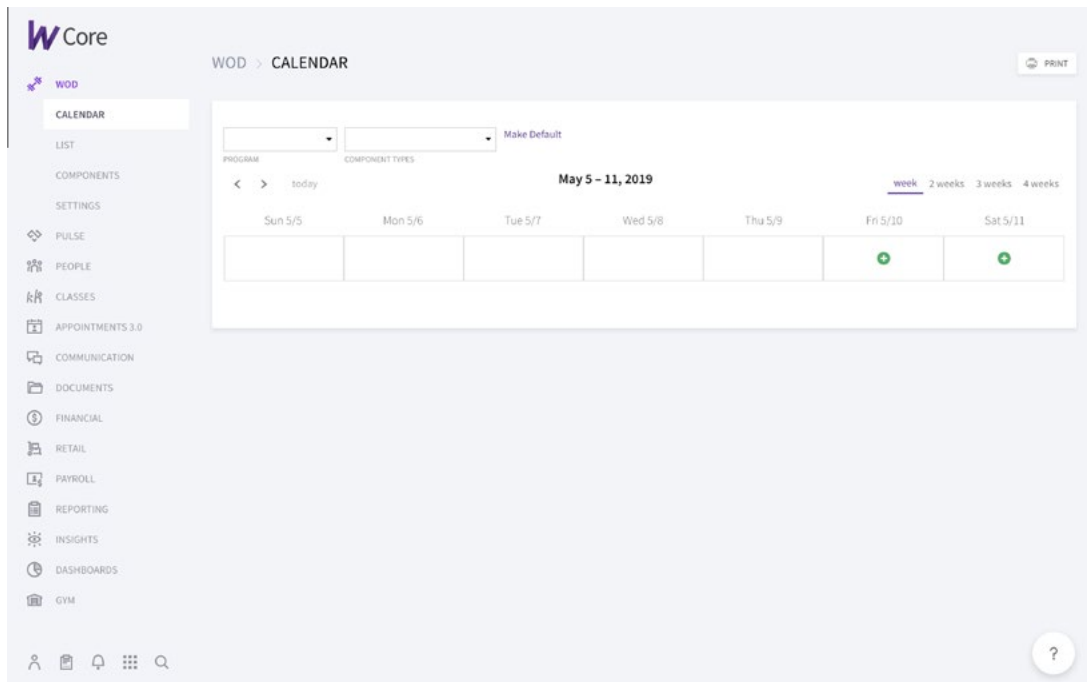 W Core
WOD > CALENDAR
PRINT
WOD
CALENDAR
LIST
COMPONENTS
SETTINGS
PULSE
PEOPLE
CLASSES
APPOINTMENTS 3.0
COMMUNICATION
DOCUMENTS
FINANCIAL
RETAIL
PAYROLL
REPORTING
INSIGHTS
DASHBOARDS
GYM
Make Default
PROGRAM COMPONENT TYPES
< > today May 5 – 11, 2019 week 2 weeks 3 weeks 4 weeks
Sun 5/5 Mon 5/6 Tue 5/7 Wed 5/8 Thu 5/9 Fri 5/10 Sat 5/11
?